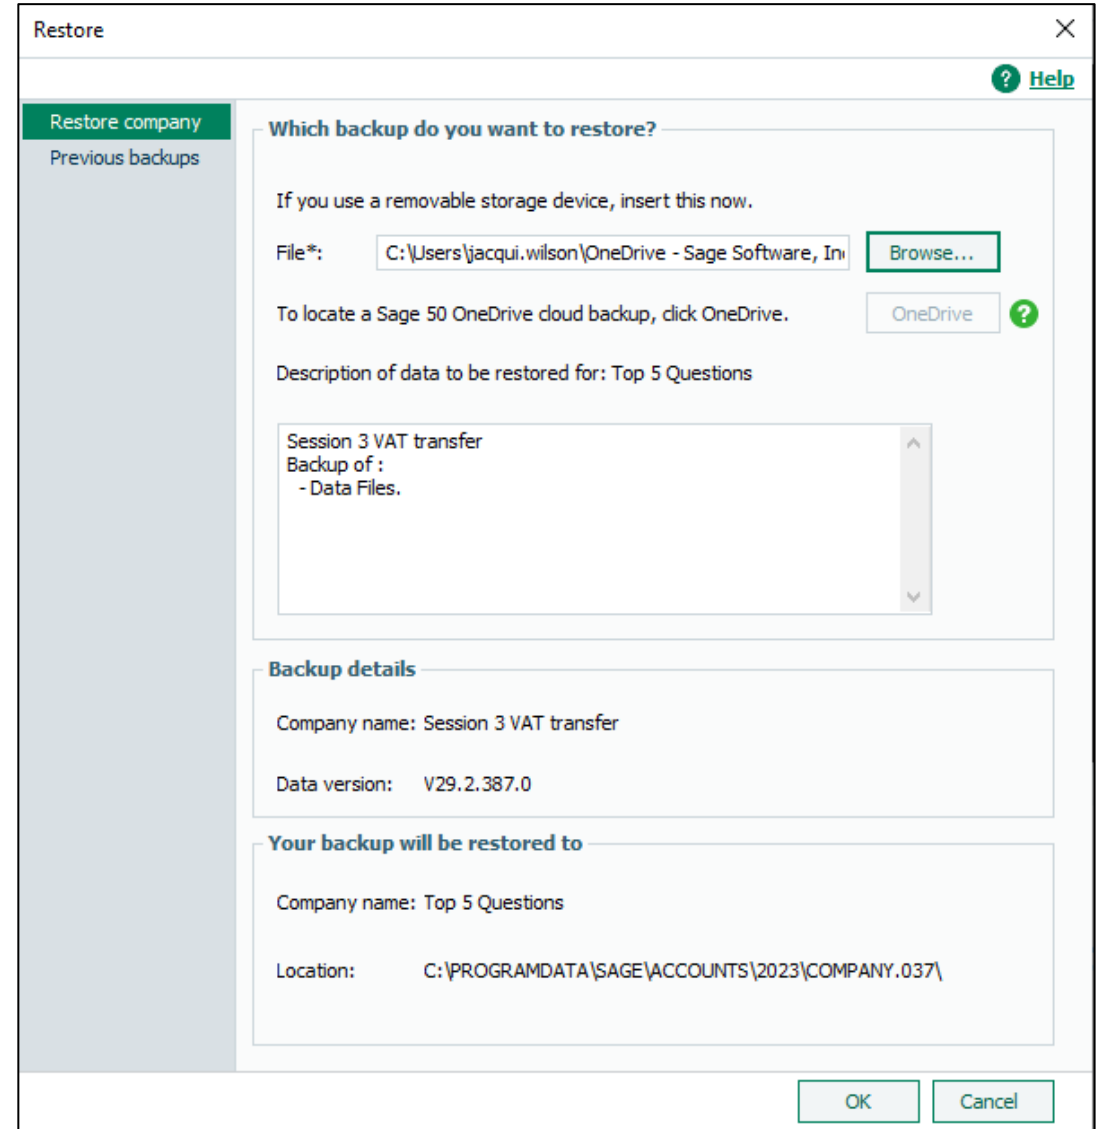 Restore
? Help
Restore company
Previous backups
Which backup do you want to restore?
If you use a removable storage device, insert this now.
File*: C:\Users\jacqui.wilson\OneDrive - Sage Software, In Browse...
To locate a Sage 50 OneDrive cloud backup, click OneDrive. OneDrive ?
Description of data to be restored for: Top 5 Questions
Session 3 VAT transfer
Backup of :
- Data Files.
Backup details
Company name: Session 3 VAT transfer
Data version: V29.2.387.0
Your backup will be restored to
Company name: Top 5 Questions
Location: C:\PROGRAMDATA\SAGE\ACCOUNTS\2023\COMPANY.037\
OK Cancel